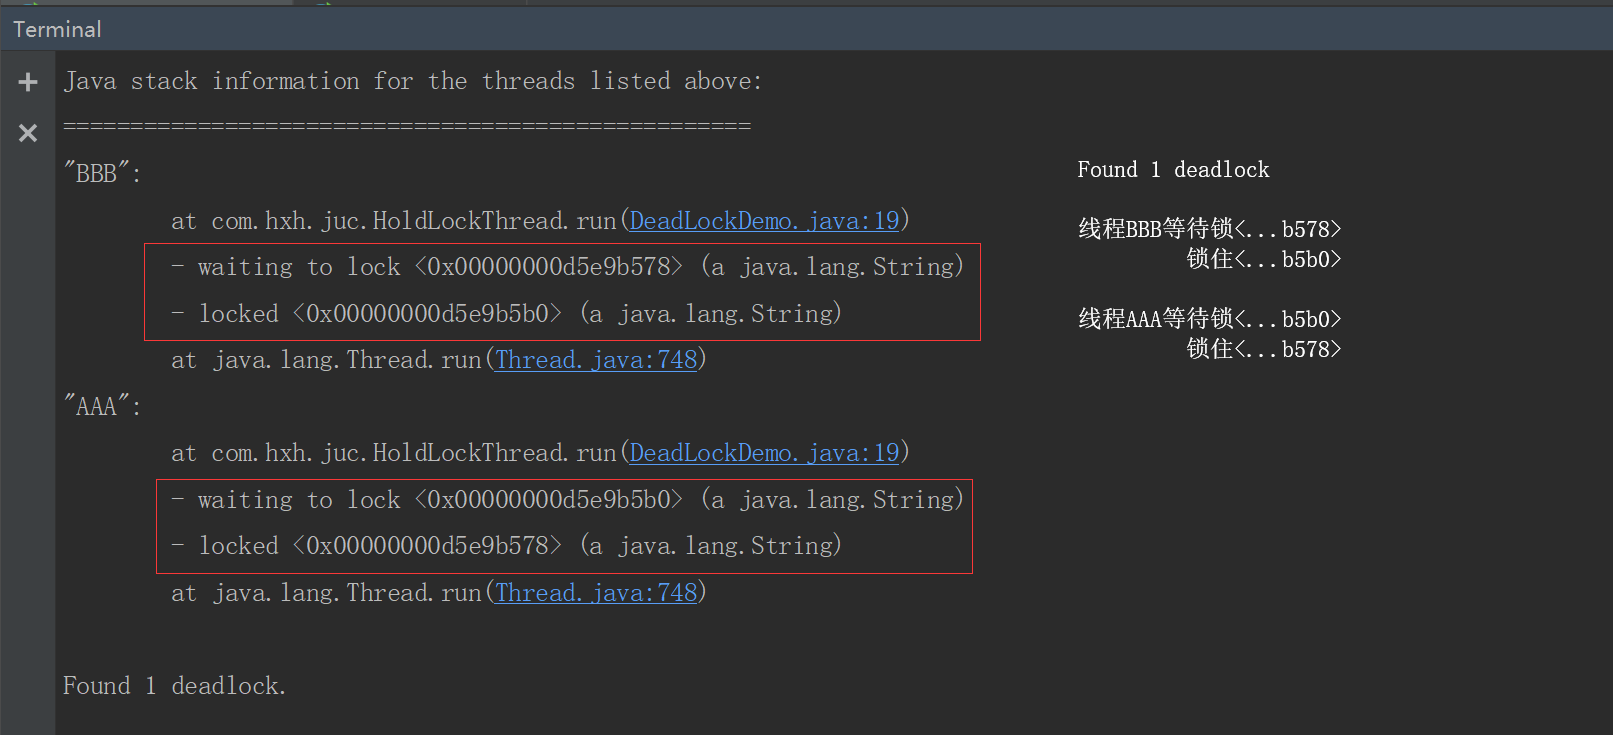 Terminal
Java stack information for the threads listed above:
===================================================
"BBB":
at com.hxh.juc.HoldLockThread.run(DeadLockDemo.java:19)
- waiting to lock <0x00000000d5e9b578> (a java.lang.String)
- locked <0x00000000d5e9b5b0> (a java.lang.String)
at java.lang.Thread.run(Thread.java:748)
"AAA":
at com.hxh.juc.HoldLockThread.run(DeadLockDemo.java:19)
- waiting to lock <0x00000000d5e9b5b0> (a java.lang.String)
- locked <0x00000000d5e9b578> (a java.lang.String)
at java.lang.Thread.run(Thread.java:748)
Found 1 deadlock.
Found 1 deadlock
线程BBB等待锁<...b578>
锁住<...b5b0>
线程AAA等待锁<...b5b0>
锁住<...b578>